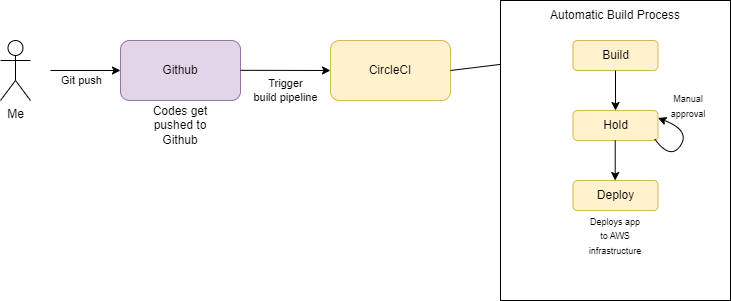 Me
Git push
Github
Codes get
pushed to
Github
Trigger
build pipeline
CircleCI
Automatic Build Process
Build
Hold
Manual
approval
Deploy
Deploys app
to AWS
infrastructure